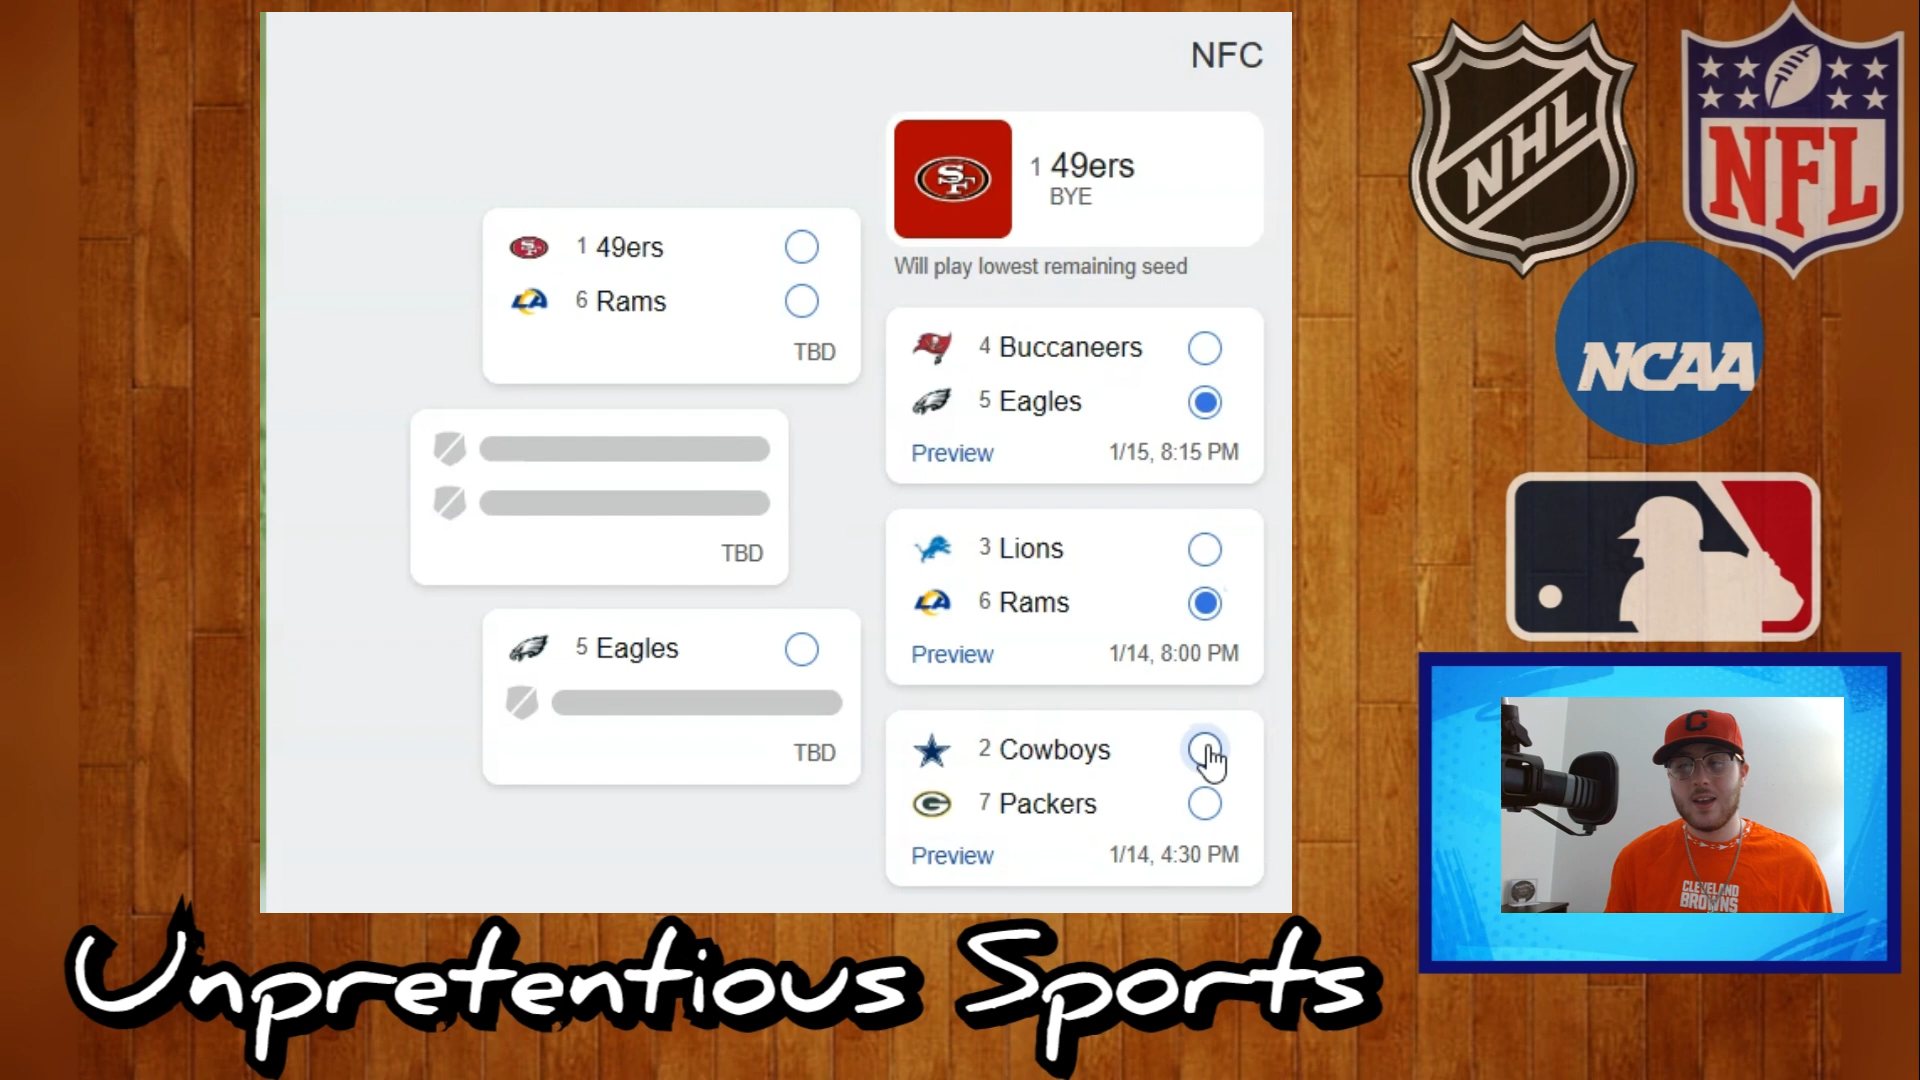 NFC
1 49ers
BYE
Will play lowest remaining seed
1 49ers
6 Rams
TBD
4 Buccaneers
5 Eagles
Preview 1/15, 8:15 PM
TBD
3 Lions
6 Rams
Preview 1/14, 8:00 PM
5 Eagles
TBD
2 Cowboys
7 Packers
Preview 1/14, 4:30 PM
NHL
NFL
NCAA
CLEVELAND
BROWNS
Unpretentious Sports